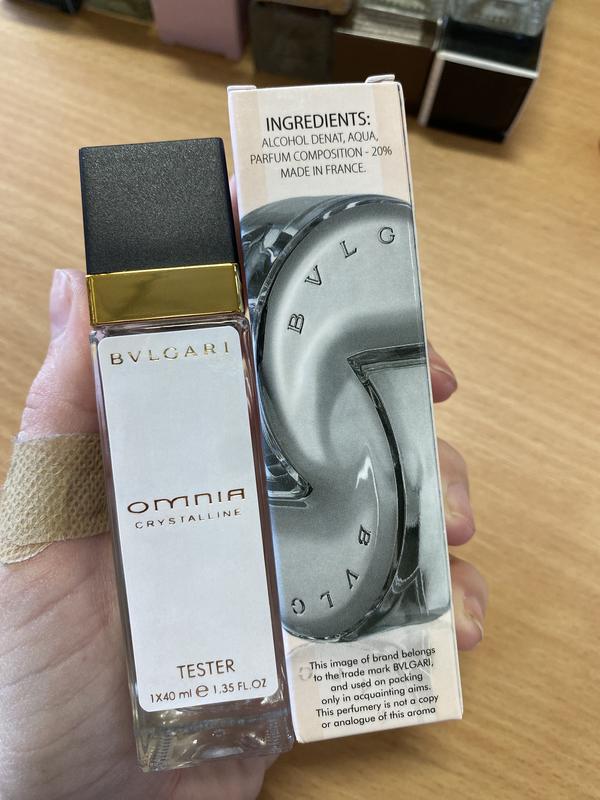 INGREDIENTS:
ALCOHOL DENAT, AQUA,
PARFUM COMPOSITION - 20%
MADE IN FRANCE.
BVLG
BVLG
This image of brand belongs
to the trade mark BVLGARI,
and used on packing
only in acquainting aims.
This perfumery is not a copy
or analogue of this aroma
BVLGARI
OMNIA
CRYSTALLINE
TESTER
1X40 ml e 1.35 FL.OZ